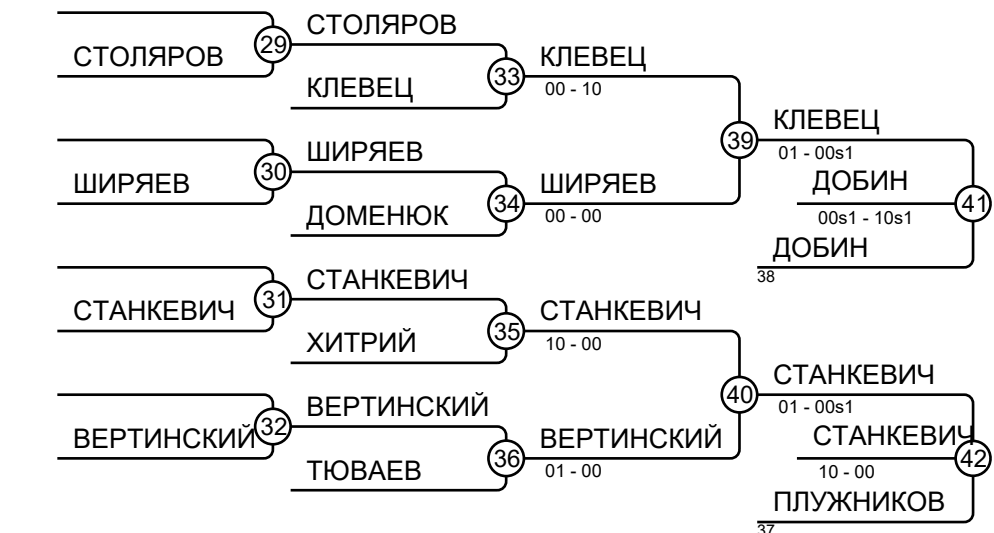 СТОЛЯРОВ
29
СТОЛЯРОВ
КЛЕВЕЦ
33
КЛЕВЕЦ
00 - 10
ШИРЯЕВ
30
ШИРЯЕВ
ДОМЕНЮК
34
ШИРЯЕВ
00 - 00
39
КЛЕВЕЦ
01 - 00s1
ДОБИН
00s1 - 10s1
41
ДОБИН
38
СТАНКЕВИЧ
31
СТАНКЕВИЧ
ХИТРИЙ
35
СТАНКЕВИЧ
10 - 00
ВЕРТИНСКИЙ
32
ВЕРТИНСКИЙ
ТЮВАЕВ
36
ВЕРТИНСКИЙ
01 - 00
40
СТАНКЕВИЧ
01 - 00s1
СТАНКЕВИЧ
10 - 00
42
ПЛУЖНИКОВ
37